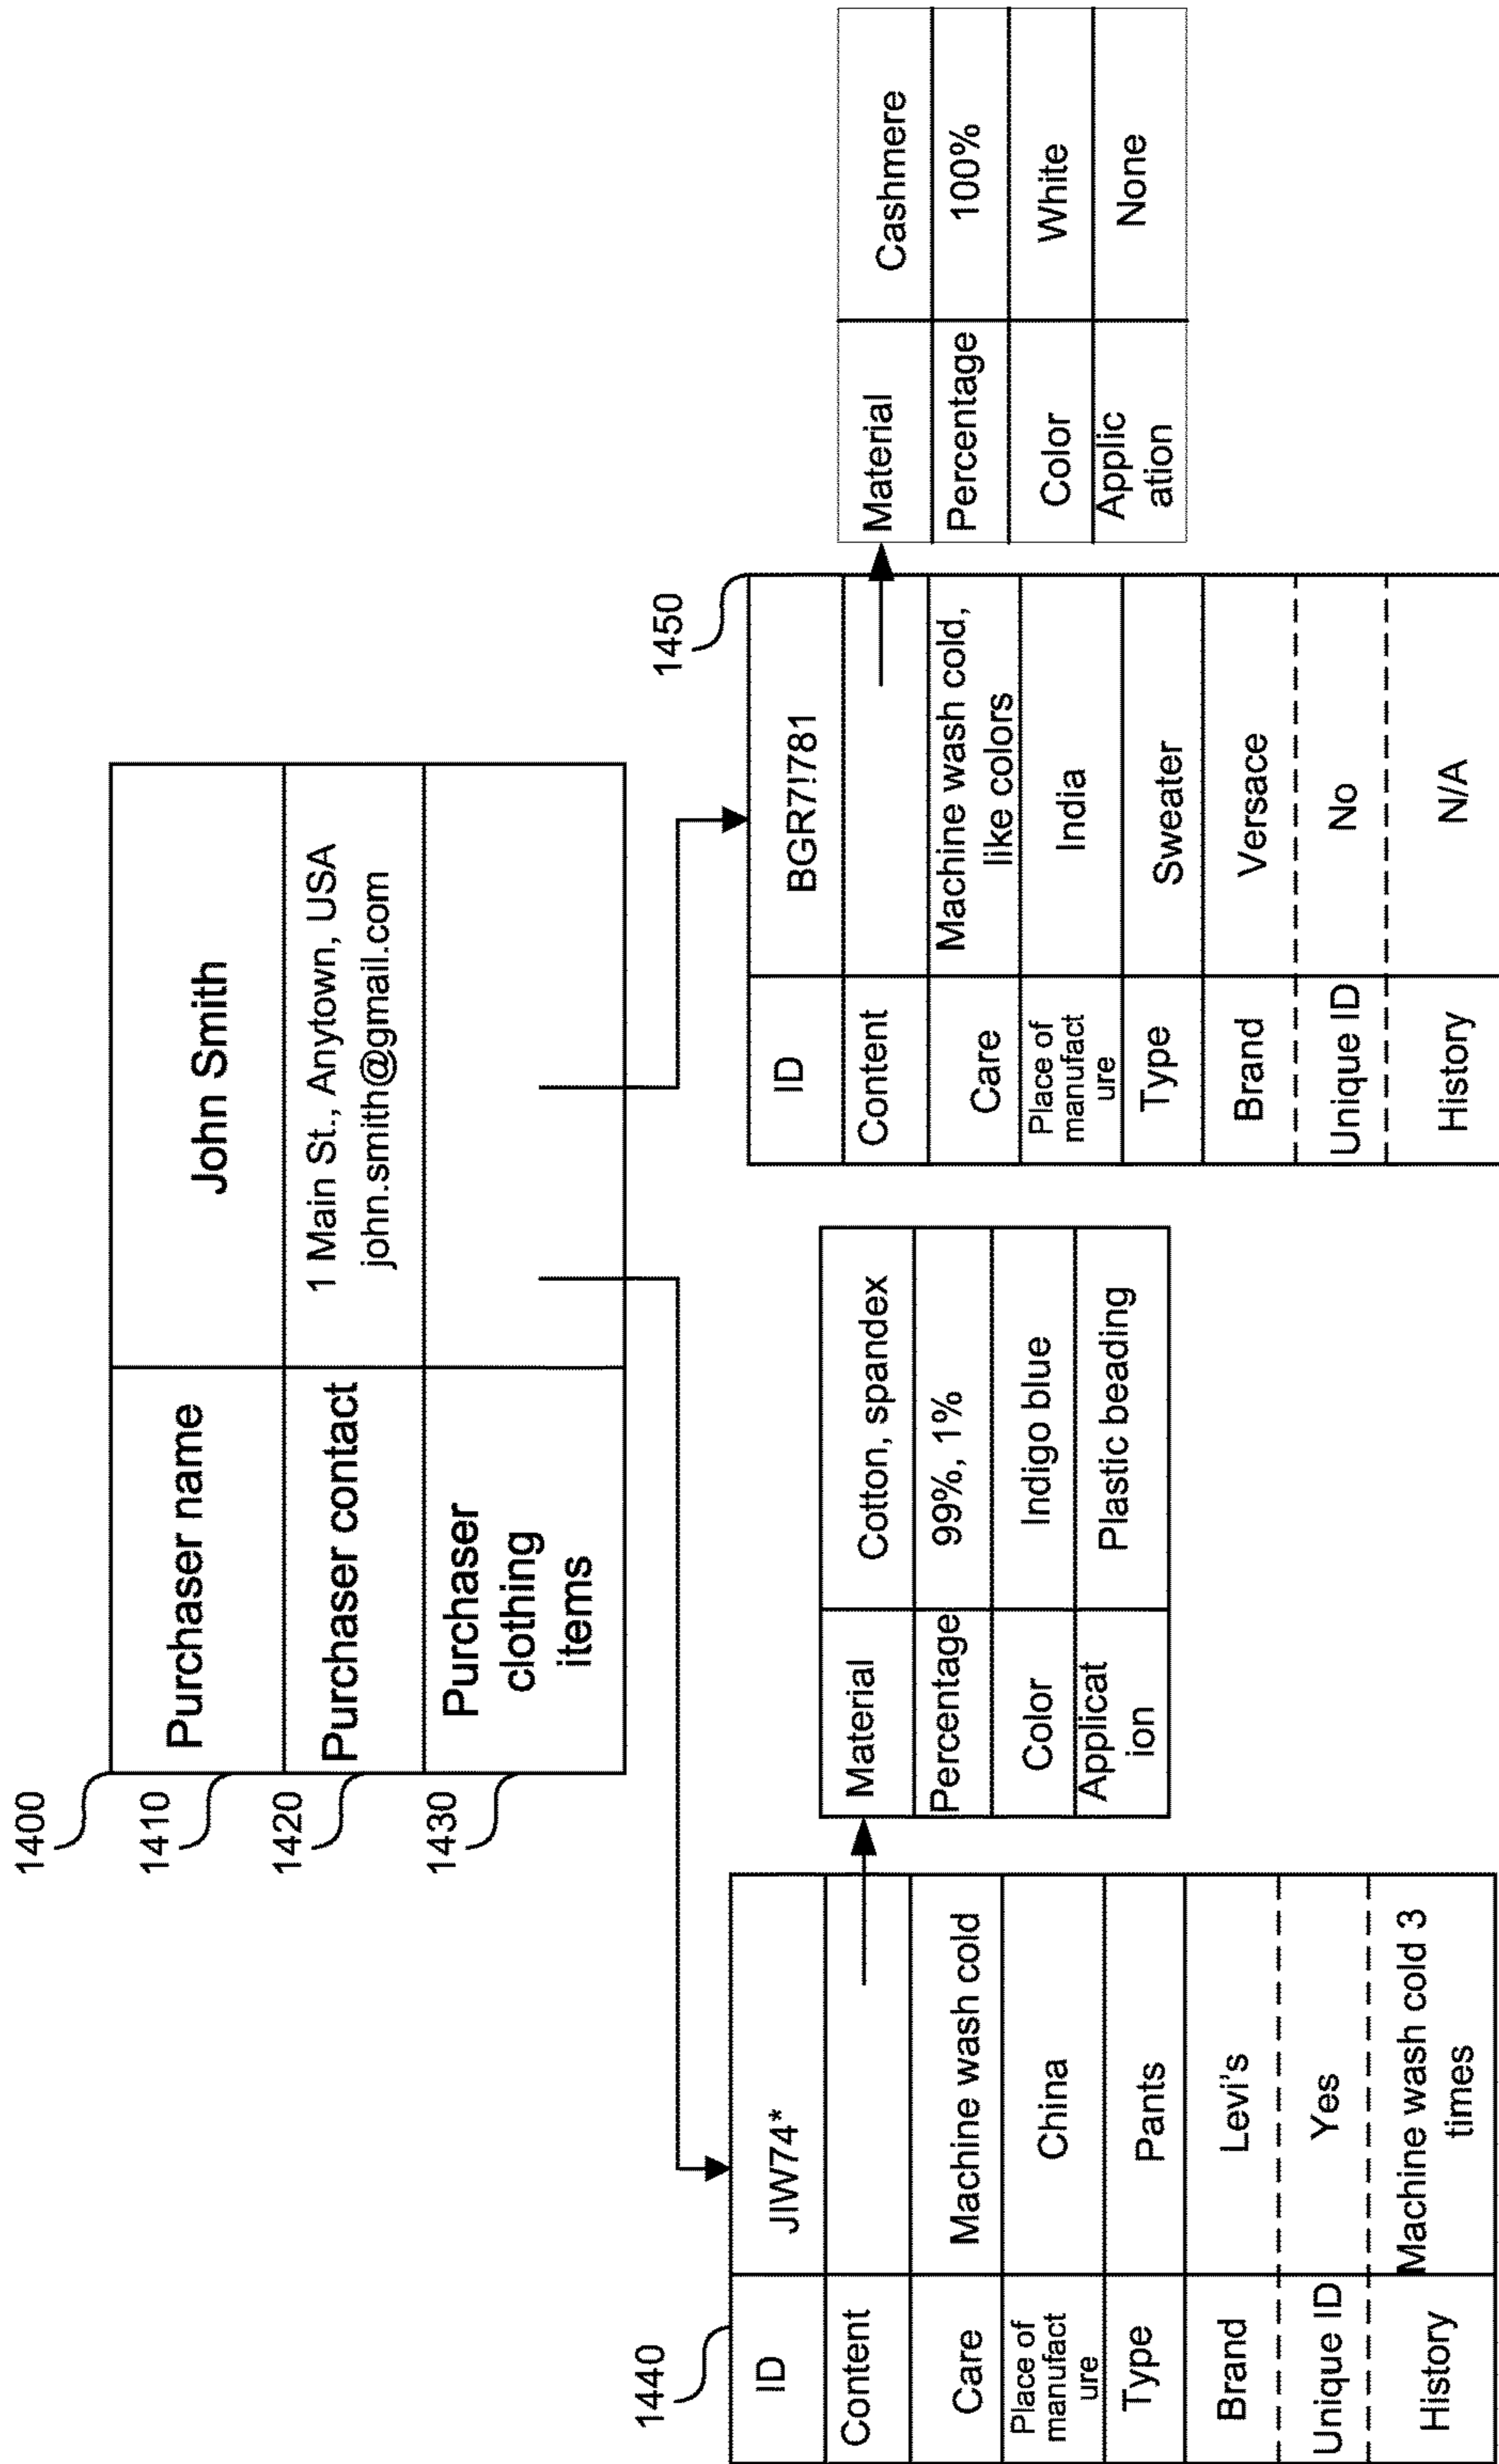 1400
1410
1420
1430
Purchaser name
John Smith
Purchaser contact
1 Main St., Anytown, USA
john.smith@gmail.com
Purchaser
clothing
items
1440
ID
JIW74*
Content
Care
Machine wash cold
Place of
manufact
ure
China
Type
Pants
Brand
Levi's
Unique ID
Yes
History
Machine wash cold 3
times
Material
Cotton, spandex
Percentage
99%, 1%
Color
Indigo blue
Applicat
ion
Plastic beading
1450
ID
BGR7!781
Content
Care
Machine wash cold,
like colors
Place of
manufact
ure
India
Type
Sweater
Brand
Versace
Unique ID
No
History
N/A
Material
Cashmere
Percentage
100%
Color
White
Applic
ation
None